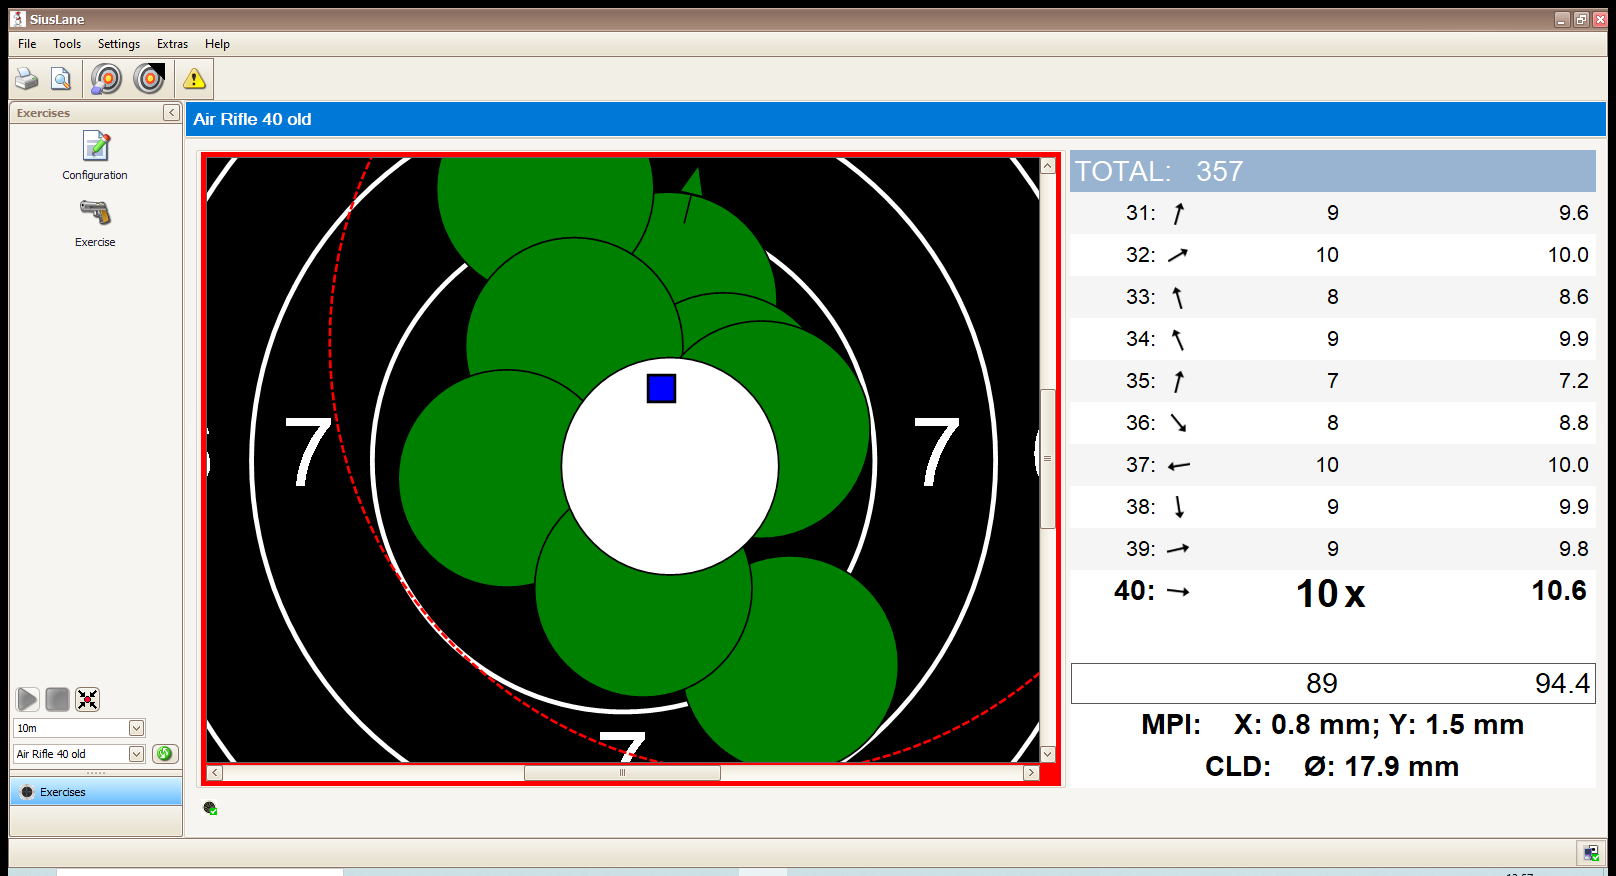 SiusLane
File Tools Settings Extras Help
Exercises
Configuration
Exercise
10m
Air Rifle 40 old
Exercises
Air Rifle 40 old
7
7
7
TOTAL: 357
31: 9 9.6
32: 10 10.0
33: 8 8.6
34: 9 9.9
35: 7 7.2
36: 8 8.8
37: 10 10.0
38: 9 9.9
39: 9 9.8
40: 10 x 10.6
89 94.4
MPI: X: 0.8 mm; Y: 1.5 mm
CLD: Ø: 17.9 mm